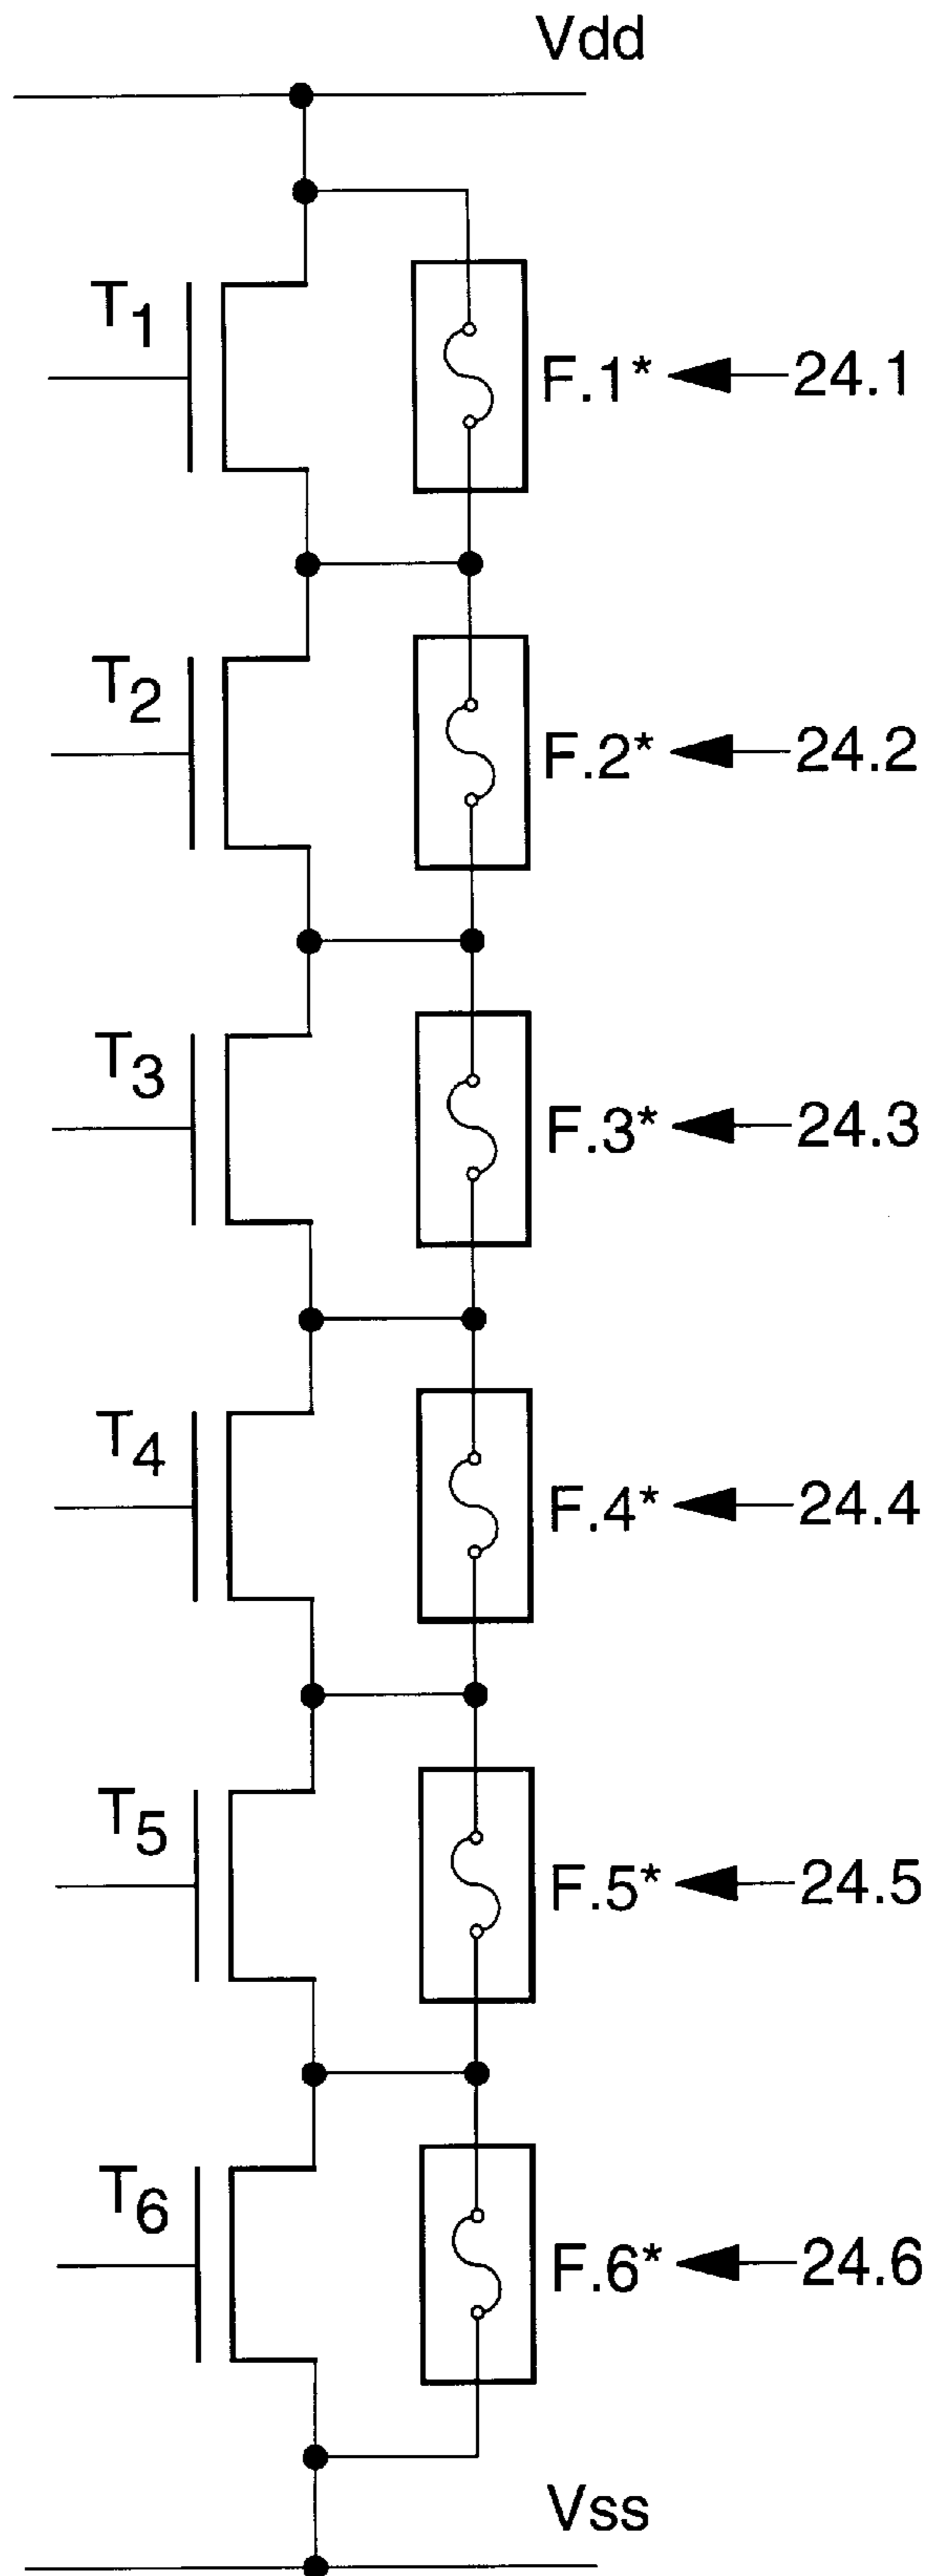 Vdd
T1 F.1* 24.1
T2 F.2* 24.2
T3 F.3* 24.3
T4 F.4* 24.4
T5 F.5* 24.5
T6 F.6* 24.6
Vss